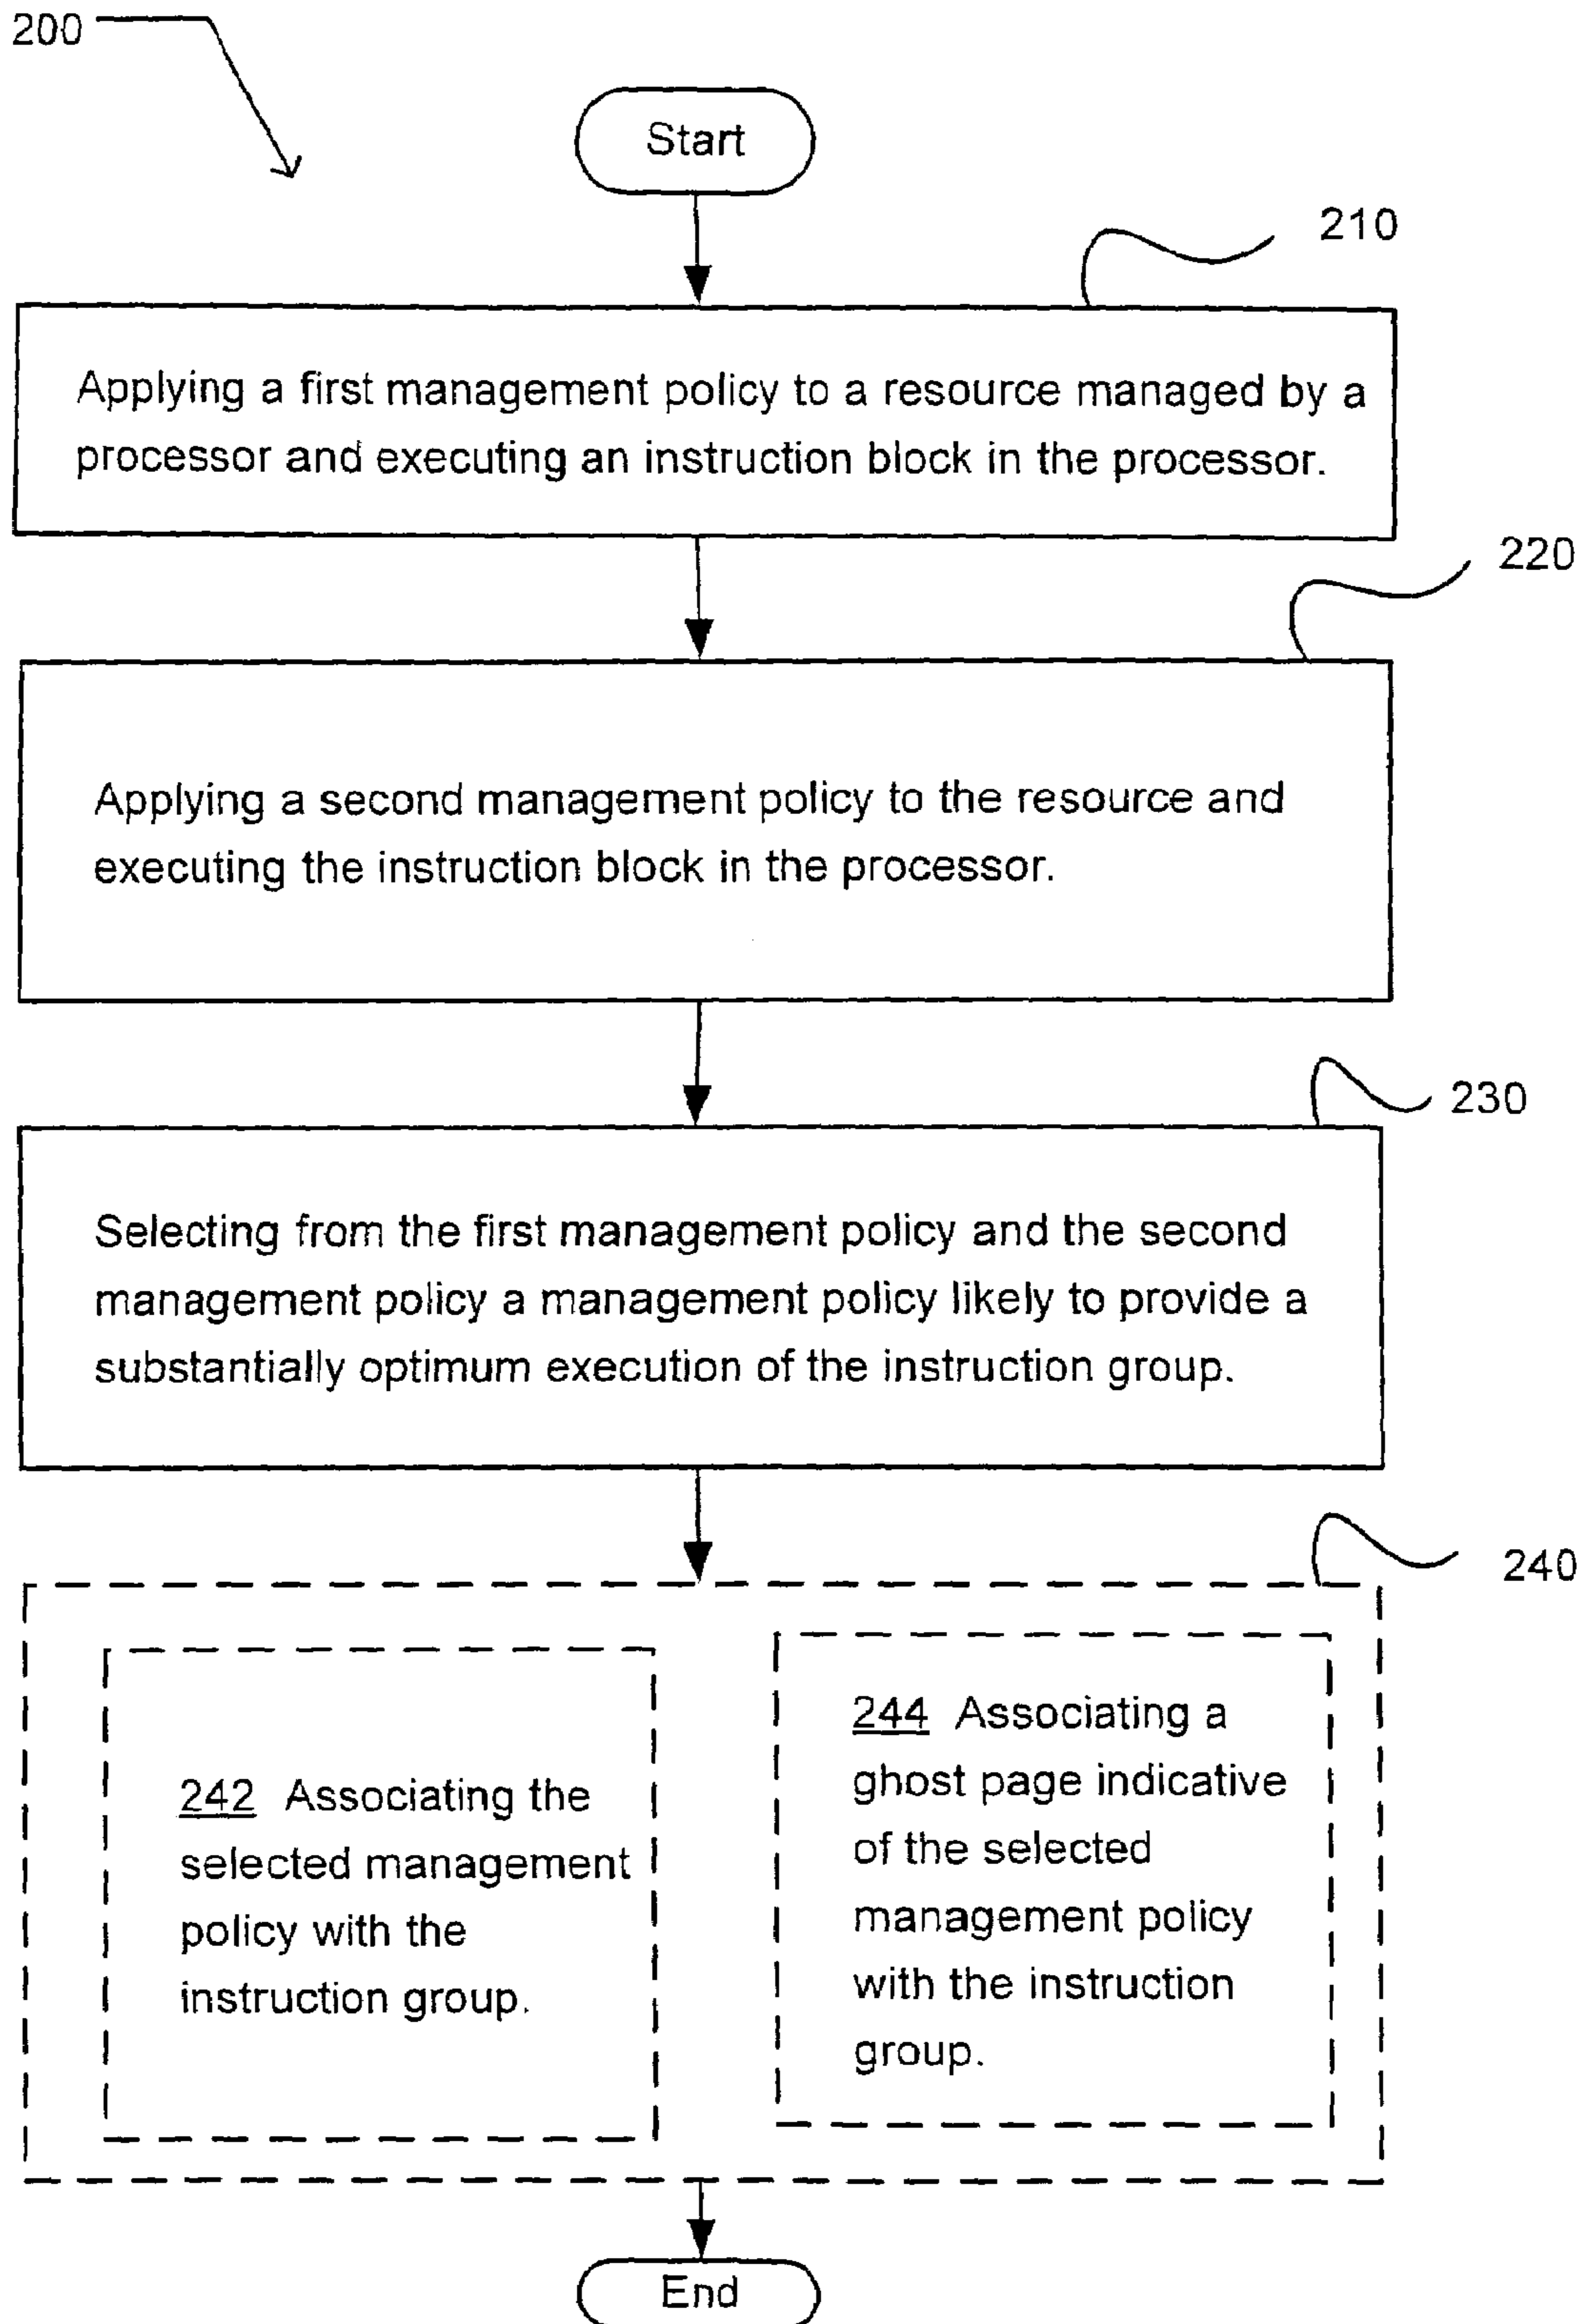 200
Start
210
Applying a first management policy to a resource managed by a
processor and executing an instruction block in the processor.
220
Applying a second management policy to the resource and
executing the instruction block in the processor.
230
Selecting from the first management policy and the second
management policy a management policy likely to provide a
substantially optimum execution of the instruction group.
240
242 Associating the
selected management
policy with the
instruction group.
244 Associating a
ghost page indicative
of the selected
management policy
with the instruction
group.
End